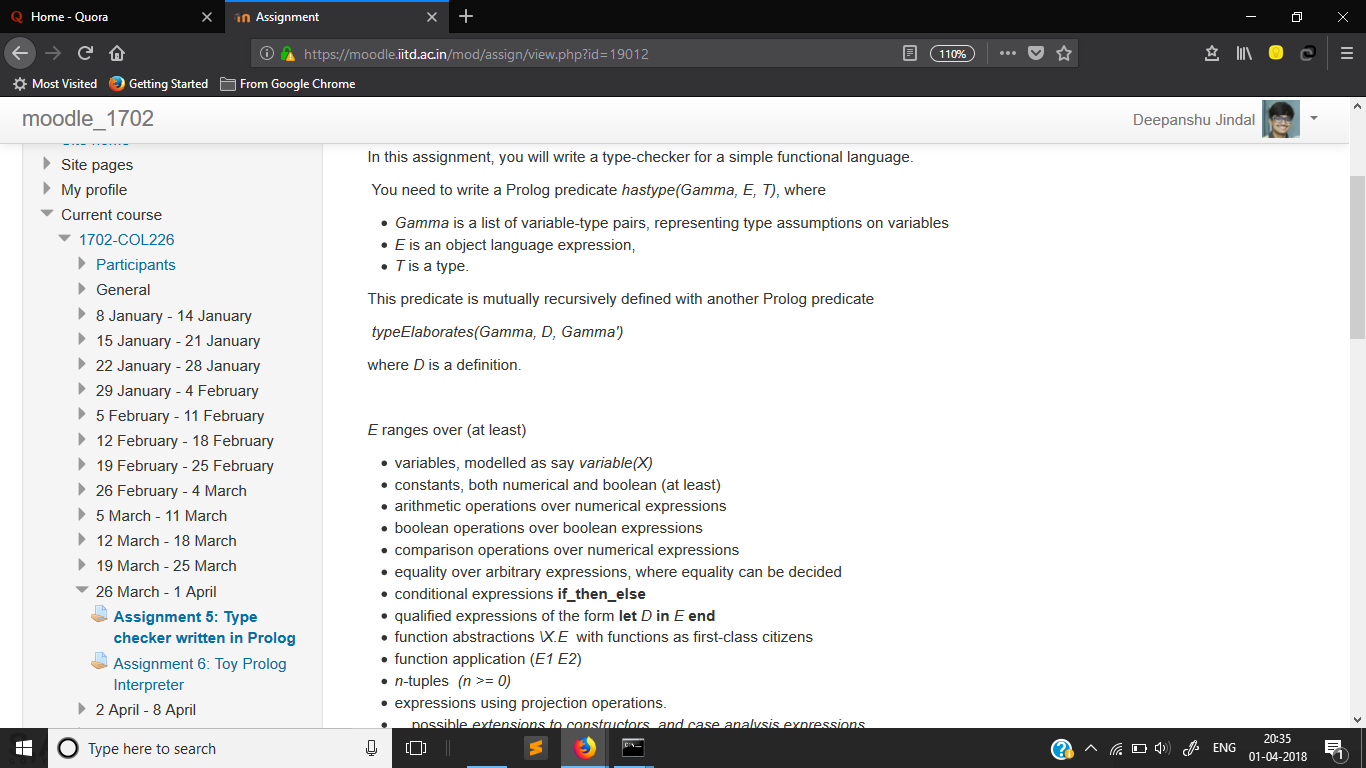 Home - Quora
Assignment
https://moodle.iitd.ac.in/mod/assign/view.php?id=19012
110%
Most Visited
Getting Started
From Google Chrome
moodle_1702
Deepanshu Jindal
Site pages
My profile
Current course
1702-COL226
Participants
General
8 January - 14 January
15 January - 21 January
22 January - 28 January
29 January - 4 February
5 February - 11 February
12 February - 18 February
19 February - 25 February
26 February - 4 March
5 March - 11 March
12 March - 18 March
19 March - 25 March
26 March - 1 April
Assignment 5: Type
checker written in Prolog
Assignment 6: Toy Prolog
Interpreter
2 April - 8 April
In this assignment, you will write a type-checker for a simple functional language.
You need to write a Prolog predicate hastype(Gamma, E, T), where
• Gamma is a list of variable-type pairs, representing type assumptions on variables
• E is an object language expression,
• T is a type.
This predicate is mutually recursively defined with another Prolog predicate
typeElaborates(Gamma, D, Gamma')
where D is a definition.
E ranges over (at least)
• variables, modelled as say variable(X)
• constants, both numerical and boolean (at least)
• arithmetic operations over numerical expressions
• boolean operations over boolean expressions
• comparison operations over numerical expressions
• equality over arbitrary expressions, where equality can be decided
• conditional expressions if_then_else
• qualified expressions of the form let D in E end
• function abstractions \X.E with functions as first-class citizens
• function application (E1 E2)
• n-tuples (n >= 0)
• expressions using projection operations.
• possible extensions to constructors, and case analysis expressions
Type here to search
ENG
20:35
01-04-2018
1